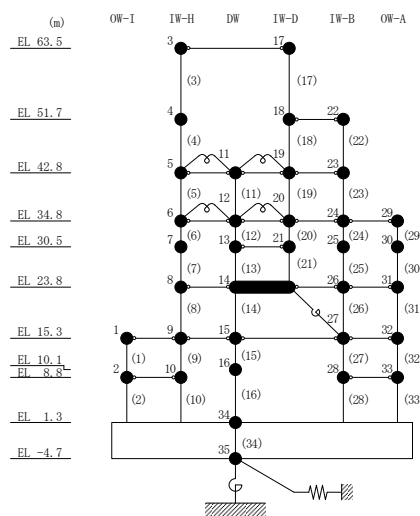 (m) OW-I IW-H DW IW-D IW-B OW-A
EL 63.5 3 17
(3) (17)
EL 51.7 4 18 22
(4) 11 (18) (22)
EL 42.8 5 19 23
(5) 12 (11) 20 (19) (23)
EL 34.8 6 24 29
(6) (12) (20) (24) (29)
EL 30.5 7 13 21 25 30
(7) (13) (21) (25) (30)
EL 23.8 8 14 26 31
(8) (14) 27 (26) (31)
EL 15.3 1 9 15 32
(1) (9) (15) (27) (32)
EL 10.1 16
EL 8.8 2 10 28 33
(2) (10) (16) (28) (33)
EL 1.3 34
(34)
EL -4.7 35